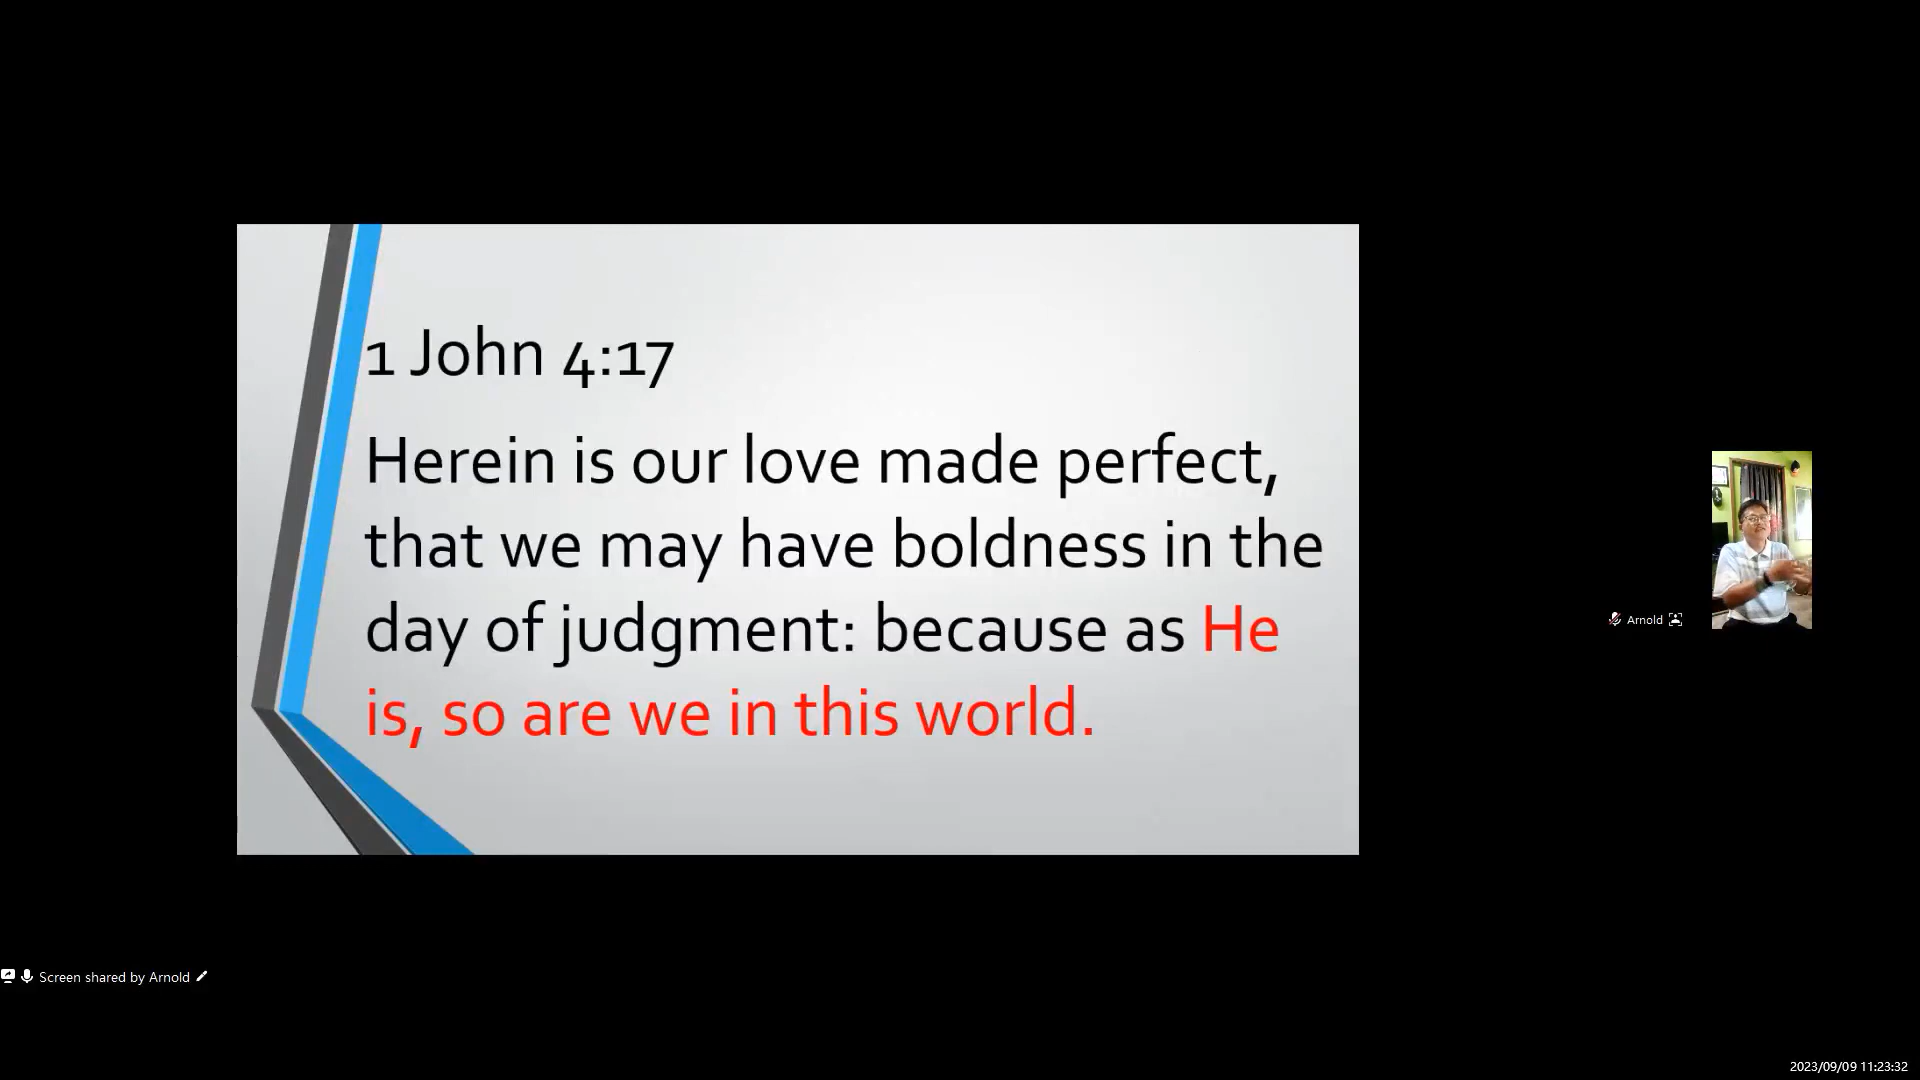 1 John 4:17
Herein is our love made perfect,
that we may have boldness in the
day of judgment: because as He
is, so are we in this world.
Arnold
Screen shared by Arnold
2023/09/09 11:23:32